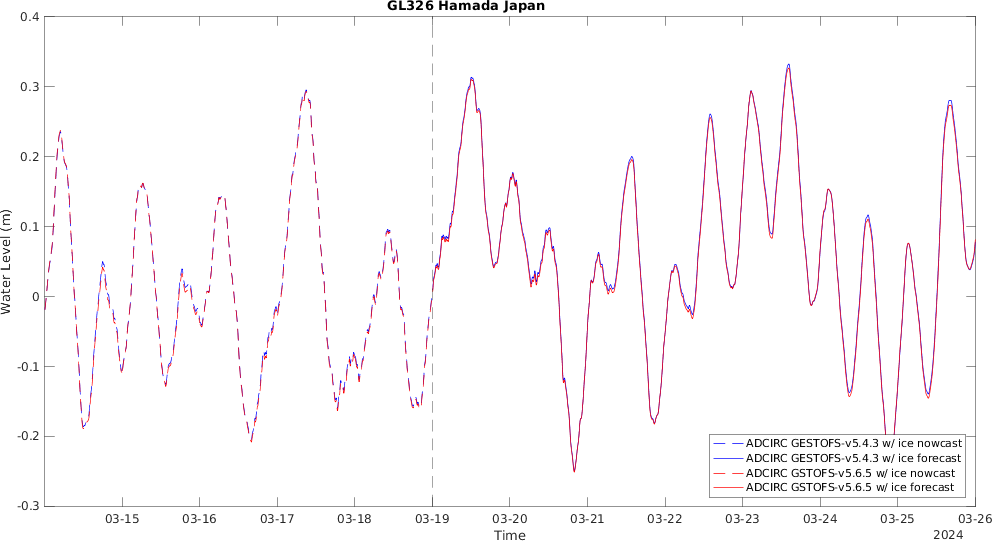 GL326 Hamada Japan
0.4
0.3
0.2
0.1
0
-0.1
-0.2
-0.3
Water Level (m)
ADCIRC GESTOFS-v5.4.3 w/ ice nowcast
ADCIRC GESTOFS-v5.4.3 w/ ice forecast
ADCIRC GSTOFS-v5.6.5 w/ ice nowcast
ADCIRC GSTOFS-v5.6.5 w/ ice forecast
03-15 03-16 03-17 03-18 03-19 03-20 03-21 03-22 03-23 03-24 03-25 03-26
Time
2024